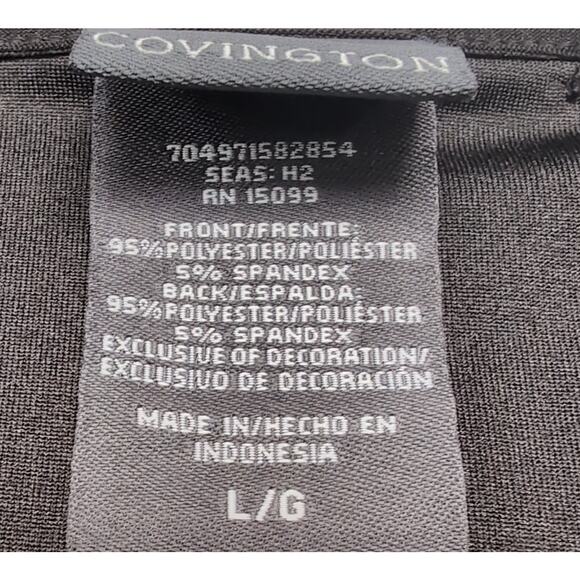 COVINGTON
704971582854
SEAS: H2
RN 15099
FRONT/FRENTE:
95%POLYESTER/POLIÉSTER
5% SPANDEX
BACK/ESPALDA:
95%POLYESTER/POLIÉSTER
5% SPANDEX
EXCLUSIVE OF DECORATION/
EXCLUSIVO DE DECORACIÓN
MADE IN/HECHO EN
INDONESIA
L/G